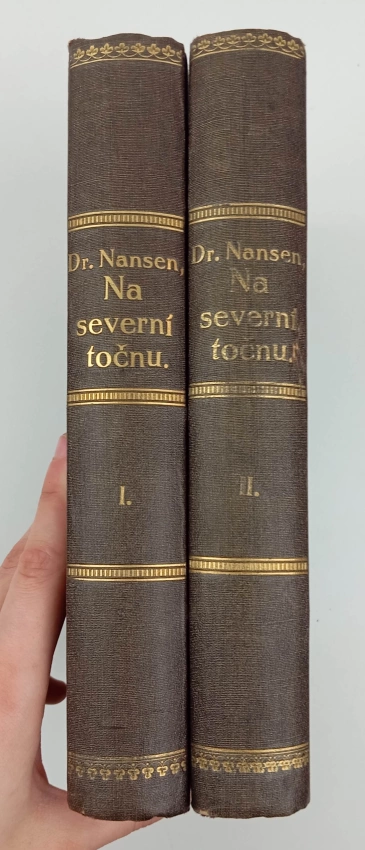 Dr. Nansen,
Na
severní
točnu.
I.
Dr. Nansen,
Na
severní
točnu.
II.